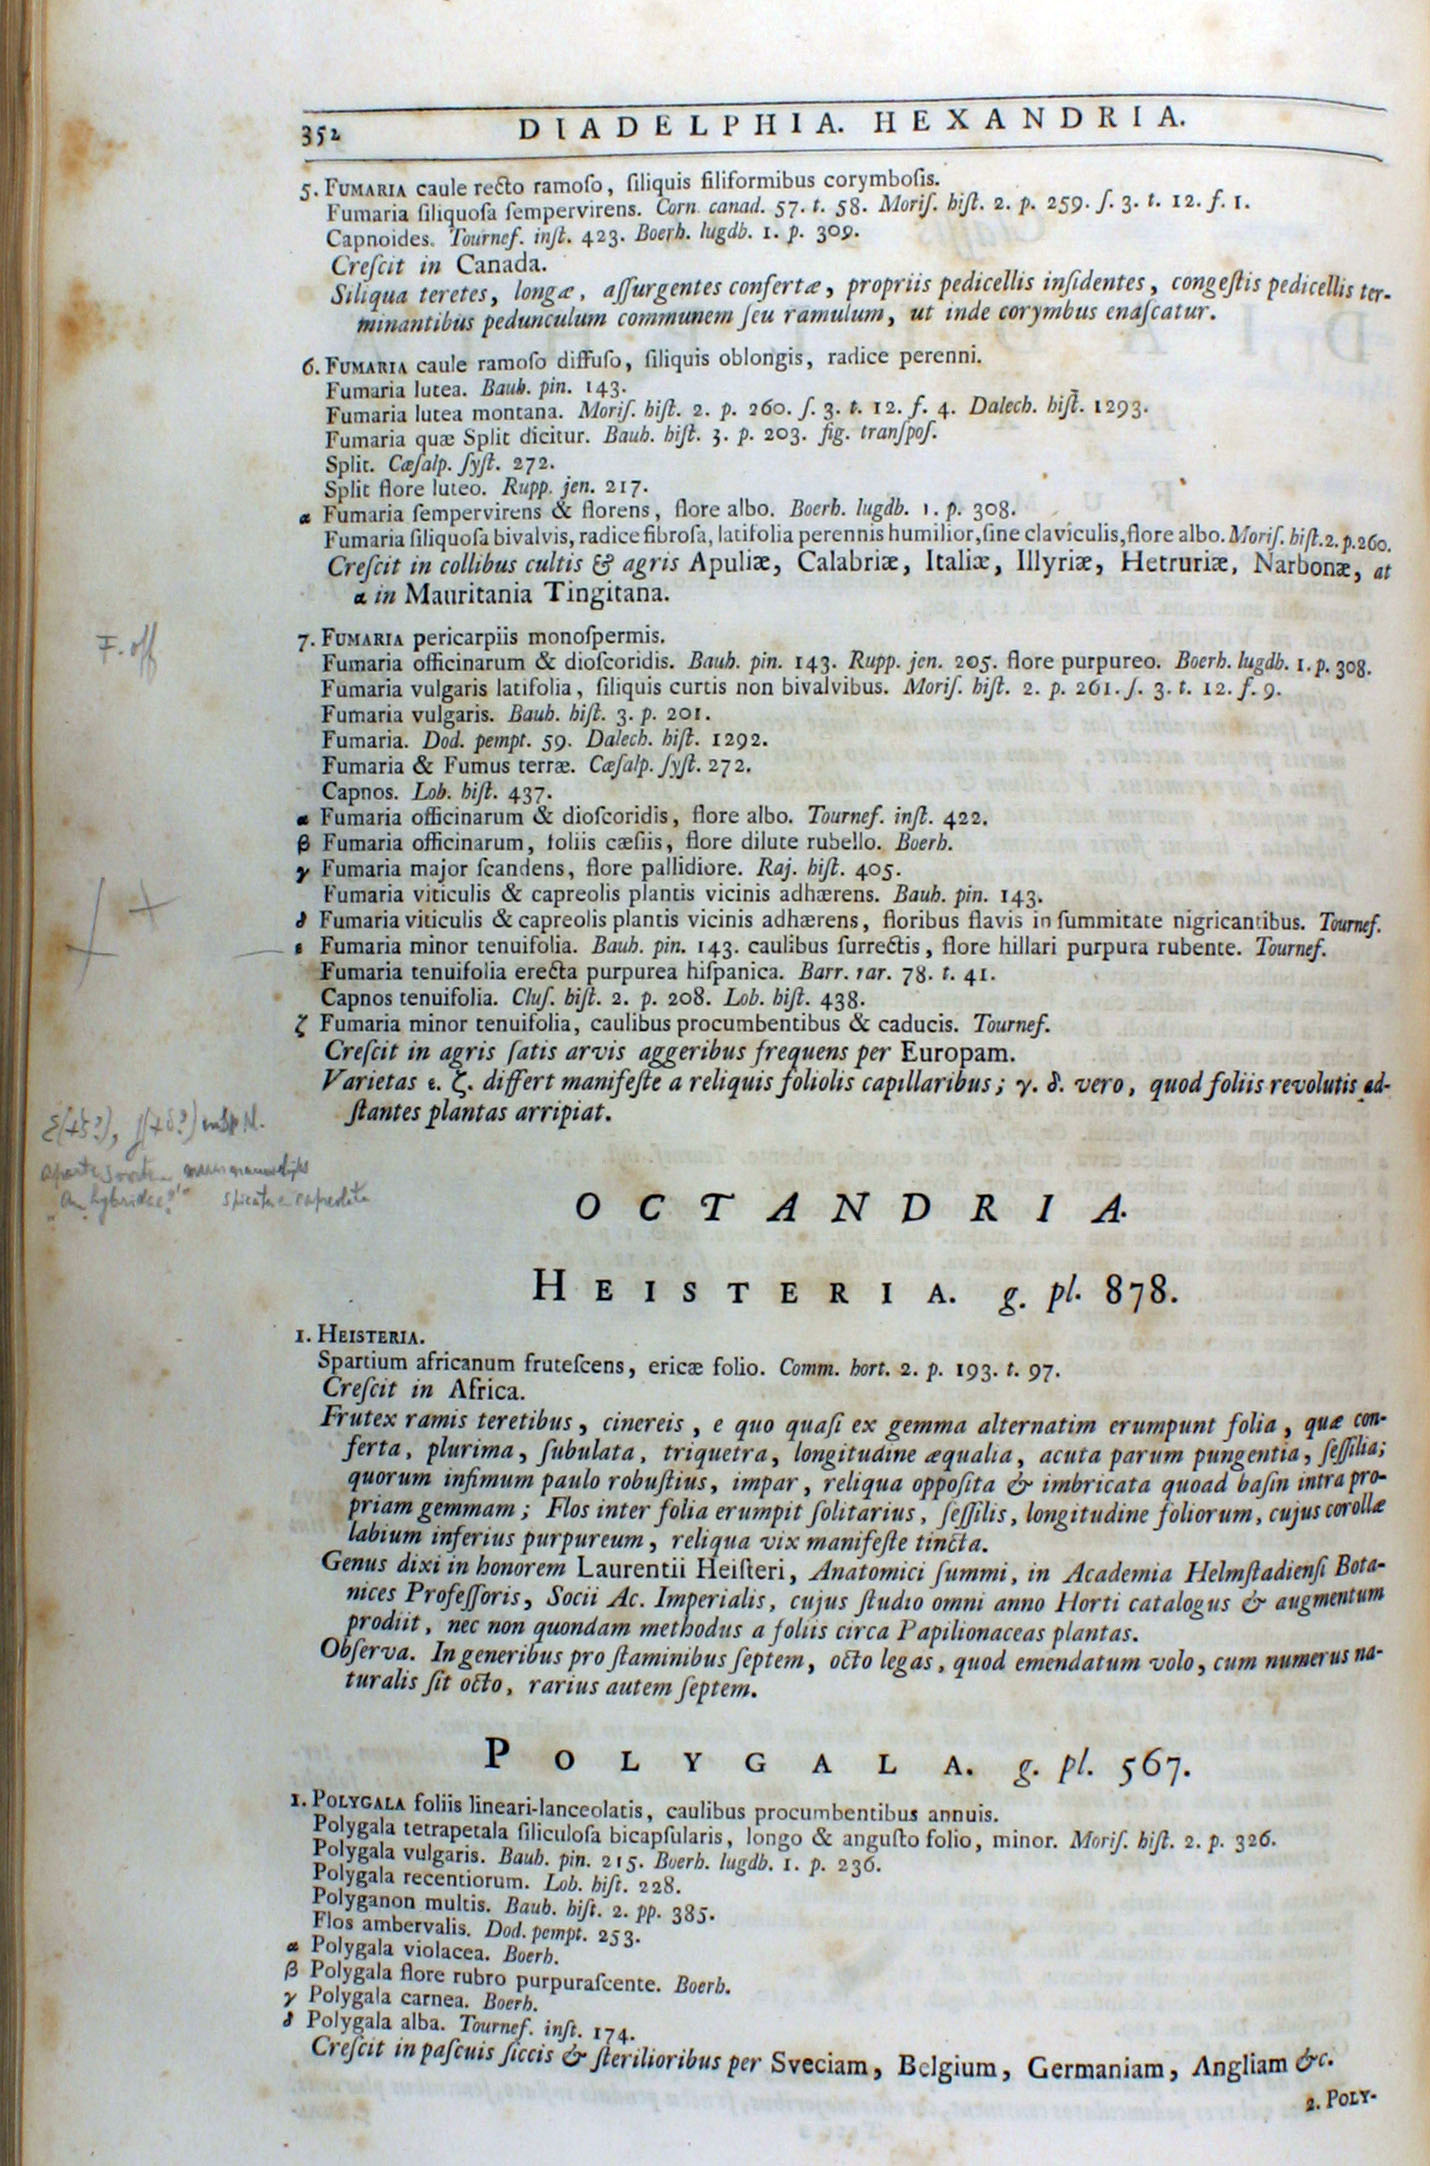 352 DIADELPHIA. HEXANDRIA.
5. FUMARIA caule recto ramoſo, ſiliquis filiformibus corymboſis.
Fumaria ſiliquoſa ſempervirens. Corn. canad. 57. t. 58. Moriſ. hiſt. 2. p. 259. ſ. 3. t. 12. f. 1.
Capnoides. Tournef. inſt. 423. Boerh. lugdb. 1. p. 309.
Creſcit in Canada.
Siliqua teretes, longæ, aſſurgentes confertæ, propriis pedicellis inſidentes, congeſtis pedicellis ter-
minantibus pedunculum communem ſeu ramulum, ut inde corymbus enaſcatur.
6. FUMARIA caule ramoſo diffuſo, ſiliquis oblongis, radice perenni.
Fumaria lutea. Bauh. pin. 143.
Fumaria lutea montana. Moriſ. hiſt. 2. p. 260. ſ. 3. t. 12. f. 4. Dalech. hiſt. 1293.
Fumaria quæ Split dicitur. Bauh. hiſt. 3. p. 203. fig. tranſpoſ.
Split. Cæſalp. ſyſt. 272.
Split flore luteo. Rupp. jen. 217.
α Fumaria ſempervirens & florens, flore albo. Boerh. lugdb. 1. p. 308.
Fumaria ſiliquoſa bivalvis, radice fibroſa, latifolia perennis humilior, ſine claviculis, flore albo. Moriſ. hiſt. 2. p. 260.
Creſcit in collibus cultis & agris Apuliæ, Calabriæ, Italiæ, Illyriæ, Hetruriæ, Narbonæ, at
α in Mauritania Tingitana.
F. off
7. FUMARIA pericarpiis monoſpermis.
Fumaria officinarum & dioſcoridis. Bauh. pin. 143. Rupp. jen. 205. flore purpureo. Boerh. lugdb. 1. p. 308.
Fumaria vulgaris latifolia, ſiliquis curtis non bivalvibus. Moriſ. hiſt. 2. p. 261. ſ. 3. t. 12. f. 9.
Fumaria vulgaris. Bauh. hiſt. 3. p. 201.
Fumaria. Dod. pempt. 59. Dalech. hiſt. 1292.
Fumaria & Fumus terræ. Cæſalp. ſyſt. 272.
Capnos. Lob. hiſt. 437.
α Fumaria officinarum & dioſcoridis, flore albo. Tournef. inſt. 422.
β Fumaria officinarum, foliis cæſiis, flore dilute rubello. Boerh.
γ Fumaria major ſcandens, flore pallidiore. Raj. hiſt. 405.
Fumaria viticulis & capreolis plantis vicinis adhærens. Bauh. pin. 143.
δ Fumaria viticulis & capreolis plantis vicinis adhærens, floribus flavis in ſummitate nigricantibus. Tournef.
ε Fumaria minor tenuifolia. Bauh. pin. 143. caulibus ſurrectis, flore hillari purpura rubente. Tournef.
Fumaria tenuifolia erecta purpurea hiſpanica. Barr. rar. 78. t. 41.
Capnos tenuifolia. Cluſ. hiſt. 2. p. 208. Lob. hiſt. 438.
ζ Fumaria minor tenuifolia, caulibus procumbentibus & caducis. Tournef.
Creſcit in agris ſatis arvis aggeribus frequens per Europam.
Varietas ε. ζ. differt manifeſte a reliquis foliolis capillaribus; γ. δ. vero, quod foliis revolutis ad-
ſtantes plantas arripiat.
OCTANDRIA.
HEISTERIA. g. pl. 878.
1. HEISTERIA.
Spartium africanum fruteſcens, ericæ folio. Comm. hort. 2. p. 193. t. 97.
Creſcit in Africa.
Frutex ramis teretibus, cinereis, e quo quaſi ex gemma alternatim erumpunt folia, quæ con-
ferta, plurima, ſubulata, triquetra, longitudine æqualia, acuta parum pungentia, ſeſſilia;
quorum infimum paulo robuſtius, impar, reliqua oppoſita & imbricata quoad baſin intra pro-
priam gemmam; Flos inter folia erumpit ſolitarius, ſeſſilis, longitudine foliorum, cujus corollæ
labium inferius purpureum, reliqua vix manifeſte tincta.
Genus dixi in honorem Laurentii Heiſteri, Anatomici ſummi, in Academia Helmſtadienſi Bota-
nices Profeſſoris, Socii Ac. Imperialis, cujus ſtudio omni anno Horti catalogus & augmentum
prodiit, nec non quondam methodus a foliis circa Papilionaceas plantas.
Obſerva. In generibus pro ſtaminibus ſeptem, octo legas, quod emendatum volo, cum numerus na-
turalis ſit octo, rarius autem ſeptem.
POLYGALA. g. pl. 567.
1. POLYGALA foliis lineari-lanceolatis, caulibus procumbentibus annuis.
Polygala tetrapetala ſiliculoſa bicapſularis, longo & anguſto folio, minor. Moriſ. hiſt. 2. p. 326.
Polygala vulgaris. Bauh. pin. 215. Boerh. lugdb. 1. p. 236.
Polygala recentiorum. Lob. hiſt. 228.
Polyganon multis. Bauh. hiſt. 2. pp. 385.
Flos ambervalis. Dod. pempt. 253.
α Polygala violacea. Boerh.
β Polygala flore rubro purpuraſcente. Boerh.
γ Polygala carnea. Boerh.
δ Polygala alba. Tournef. inſt. 174.
Creſcit in paſcuis ſiccis & ſterilioribus per Sveciam, Belgium, Germaniam, Angliam &c.
2. POLY-